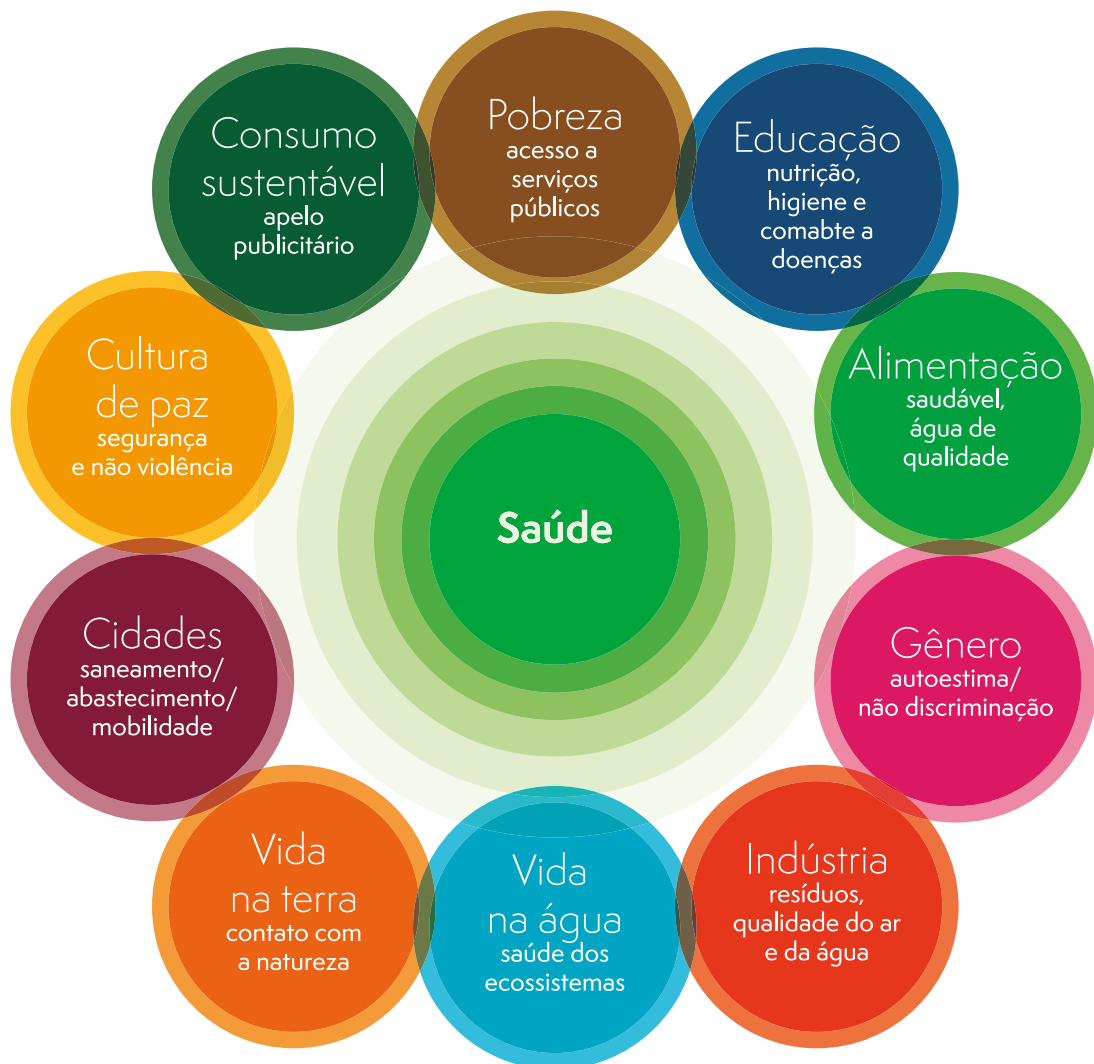 Pobreza
acesso a
serviços
públicos
Educação
nutrição,
higiene e
comabte a
doenças
Alimentação
saudável,
água de
qualidade
Gênero
autoestima/
não discriminação
Indústria
resíduos,
qualidade do ar
e da água
Vida
na água
saúde dos
ecossistemas
Vida
na terra
contato com
a natureza
Cidades
saneamento/
abastecimento/
mobilidade
Cultura
de paz
segurança
e não violência
Consumo
sustentável
apelo
publicitário
Saúde